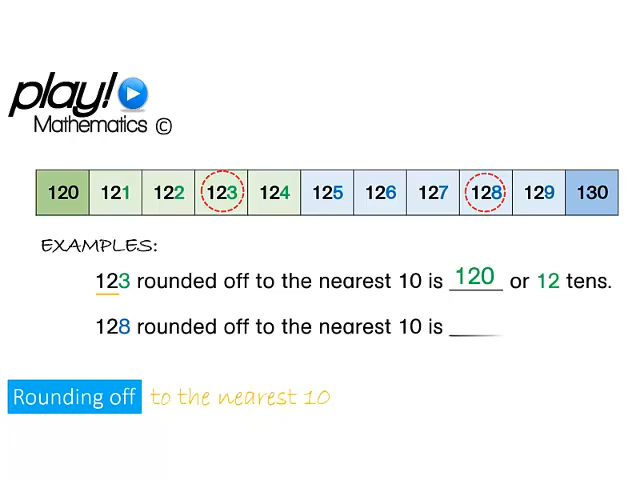 play!
Mathematics ©
120 121 122 123 124 125 126 127 128 129 130
EXAMPLES:
123 rounded off to the nearest 10 is 120 or 12 tens.
128 rounded off to the nearest 10 is ____
Rounding off to the nearest 10